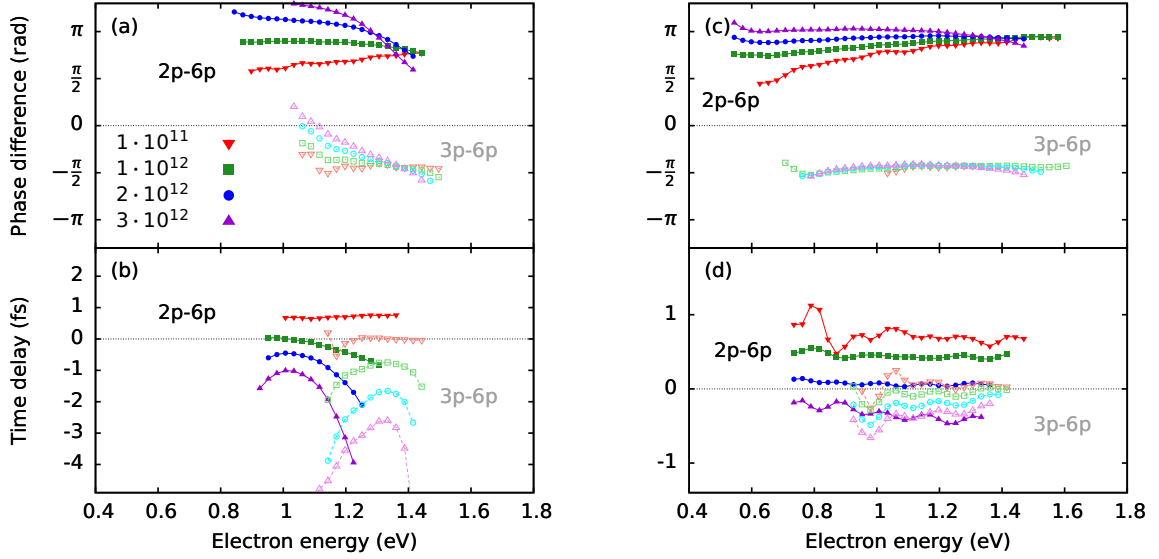 (a)
Phase difference (rad)
π
π/2
0
−π/2
−π
2p-6p
3p-6p
1·10¹¹
1·10¹²
2·10¹²
3·10¹²
(b)
Time delay (fs)
2
1
0
-1
-2
-3
-4
2p-6p
3p-6p
0.4 0.6 0.8 1 1.2 1.4 1.6 1.8
Electron energy (eV)
(c)
π
π/2
0
−π/2
−π
2p-6p
3p-6p
(d)
1
0
-1
2p-6p
3p-6p
0.4 0.6 0.8 1 1.2 1.4 1.6 1.8
Electron energy (eV)